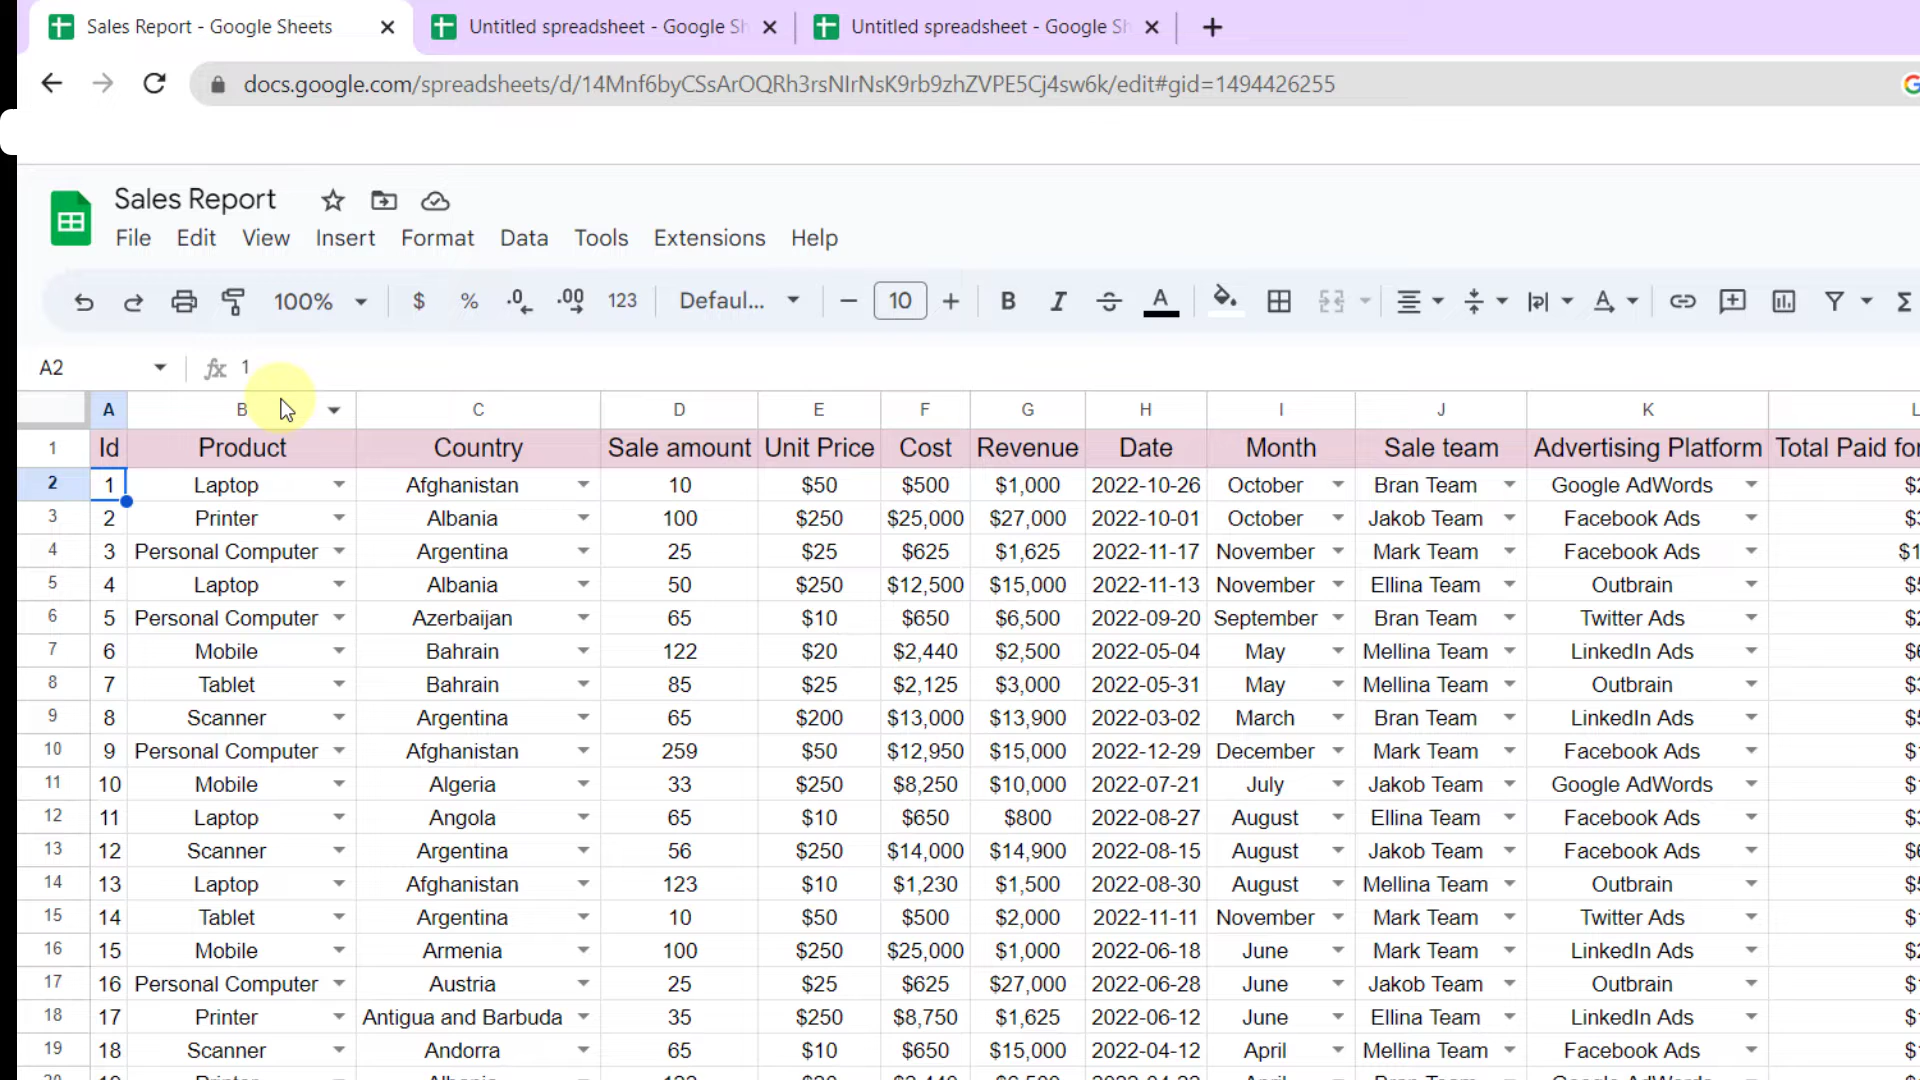 Sales Report - Google Sheets Untitled spreadsheet - Google Sh Untitled spreadsheet - Google Sh
docs.google.com/spreadsheets/d/14Mnf6byCSsArOQRh3rsNIrNsK9rb9zhZVPE5Cj4sw6k/edit#gid=1494426255
Sales Report
File Edit View Insert Format Data Tools Extensions Help
100% $ % .0 .00 123 Defaul... 10 B I A
A2 fx 1
A B C D E F G H I J K L
1 Id Product Country Sale amount Unit Price Cost Revenue Date Month Sale team Advertising Platform Total Paid for
2 1 Laptop Afghanistan 10 $50 $500 $1,000 2022-10-26 October Bran Team Google AdWords
3 2 Printer Albania 100 $250 $25,000 $27,000 2022-10-01 October Jakob Team Facebook Ads
4 3 Personal Computer Argentina 25 $25 $625 $1,625 2022-11-17 November Mark Team Facebook Ads
5 4 Laptop Albania 50 $250 $12,500 $15,000 2022-11-13 November Ellina Team Outbrain
6 5 Personal Computer Azerbaijan 65 $10 $650 $6,500 2022-09-20 September Bran Team Twitter Ads
7 6 Mobile Bahrain 122 $20 $2,440 $2,500 2022-05-04 May Mellina Team LinkedIn Ads
8 7 Tablet Bahrain 85 $25 $2,125 $3,000 2022-05-31 May Mellina Team Outbrain
9 8 Scanner Argentina 65 $200 $13,000 $13,900 2022-03-02 March Bran Team LinkedIn Ads
10 9 Personal Computer Afghanistan 259 $50 $12,950 $15,000 2022-12-29 December Mark Team Facebook Ads
11 10 Mobile Algeria 33 $250 $8,250 $10,000 2022-07-21 July Jakob Team Google AdWords
12 11 Laptop Angola 65 $10 $650 $800 2022-08-27 August Ellina Team Facebook Ads
13 12 Scanner Argentina 56 $250 $14,000 $14,900 2022-08-15 August Jakob Team Facebook Ads
14 13 Laptop Afghanistan 123 $10 $1,230 $1,500 2022-08-30 August Mellina Team Outbrain
15 14 Tablet Argentina 10 $50 $500 $2,000 2022-11-11 November Mark Team Twitter Ads
16 15 Mobile Armenia 100 $250 $25,000 $1,000 2022-06-18 June Mark Team LinkedIn Ads
17 16 Personal Computer Austria 25 $25 $625 $27,000 2022-06-28 June Jakob Team Outbrain
18 17 Printer Antigua and Barbuda 35 $250 $8,750 $1,625 2022-06-12 June Ellina Team LinkedIn Ads
19 18 Scanner Andorra 65 $10 $650 $15,000 2022-04-12 April Mellina Team Facebook Ads